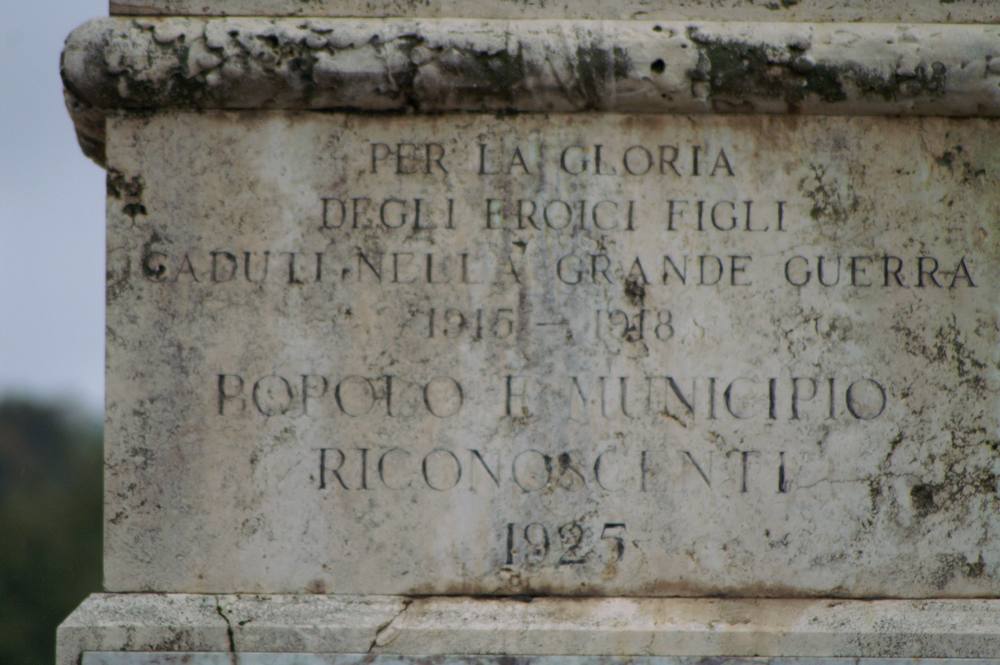 PER LA GLORIA
DEGLI EROICI FIGLI
CADUTI NELLA GRANDE GUERRA
1915 – 1918
POPOLO E MUNICIPIO
RICONOSCENTI
1925